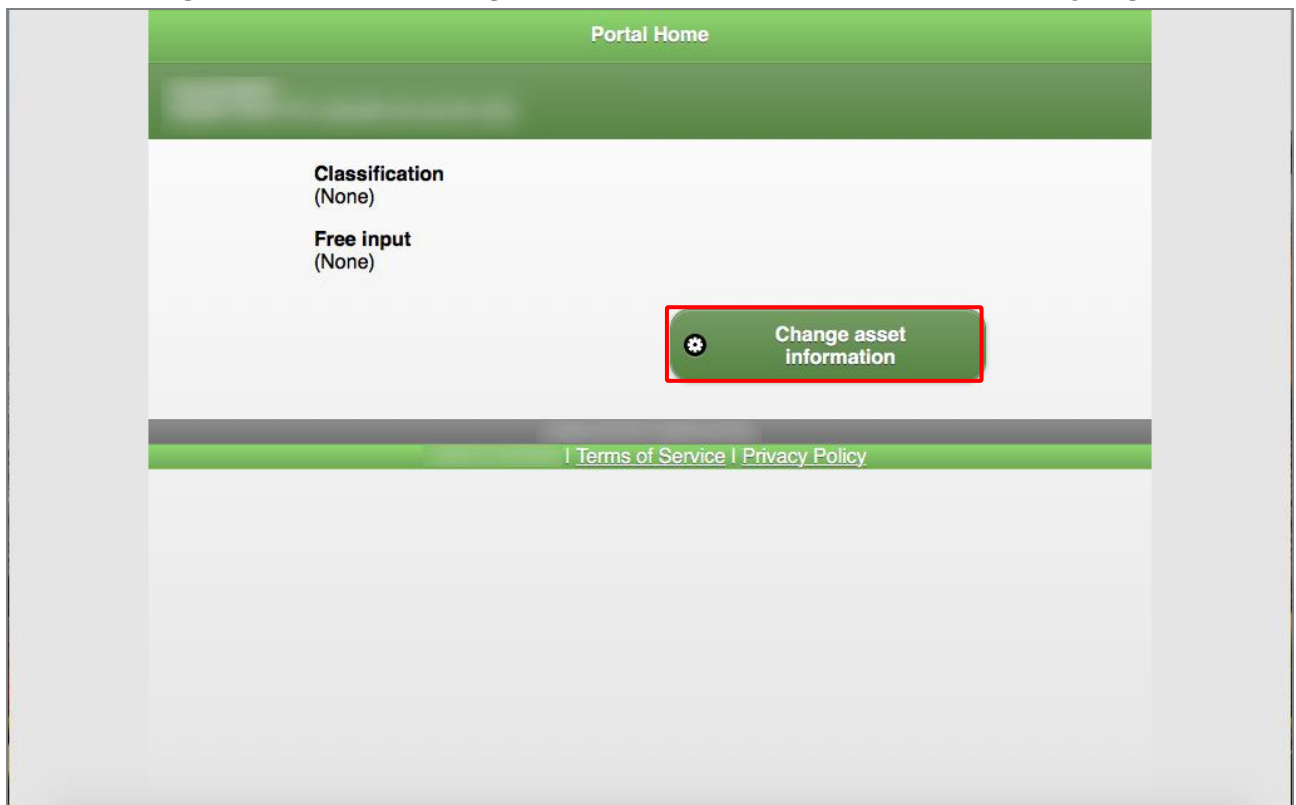 Portal Home
Classification
(None)
Free input
(None)
Change asset
information
| Terms of Service | Privacy Policy